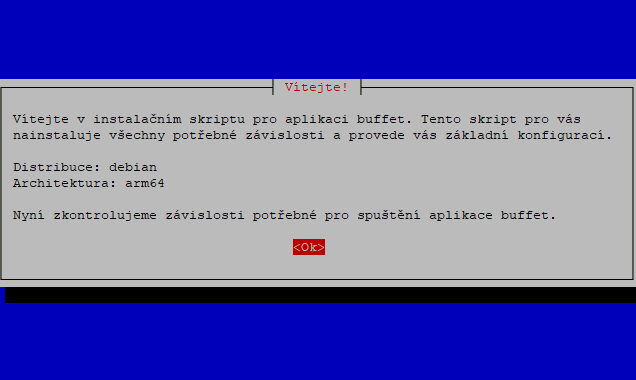 Vítejte!
Vítejte v instalačním skriptu pro aplikaci buffet. Tento skript pro vás
nainstaluje všechny potřebné závislosti a provede vás základní konfigurací.
Distribuce: debian
Architektura: arm64
Nyní zkontrolujeme závislosti potřebné pro spuštění aplikace buffet.
<Ok>